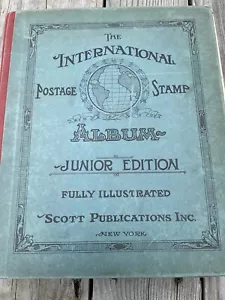 THE
INTERNATIONAL
POSTAGE STAMP
ALBUM
JUNIOR EDITION
FULLY ILLUSTRATED
SCOTT PUBLICATIONS INC.
NEW YORK